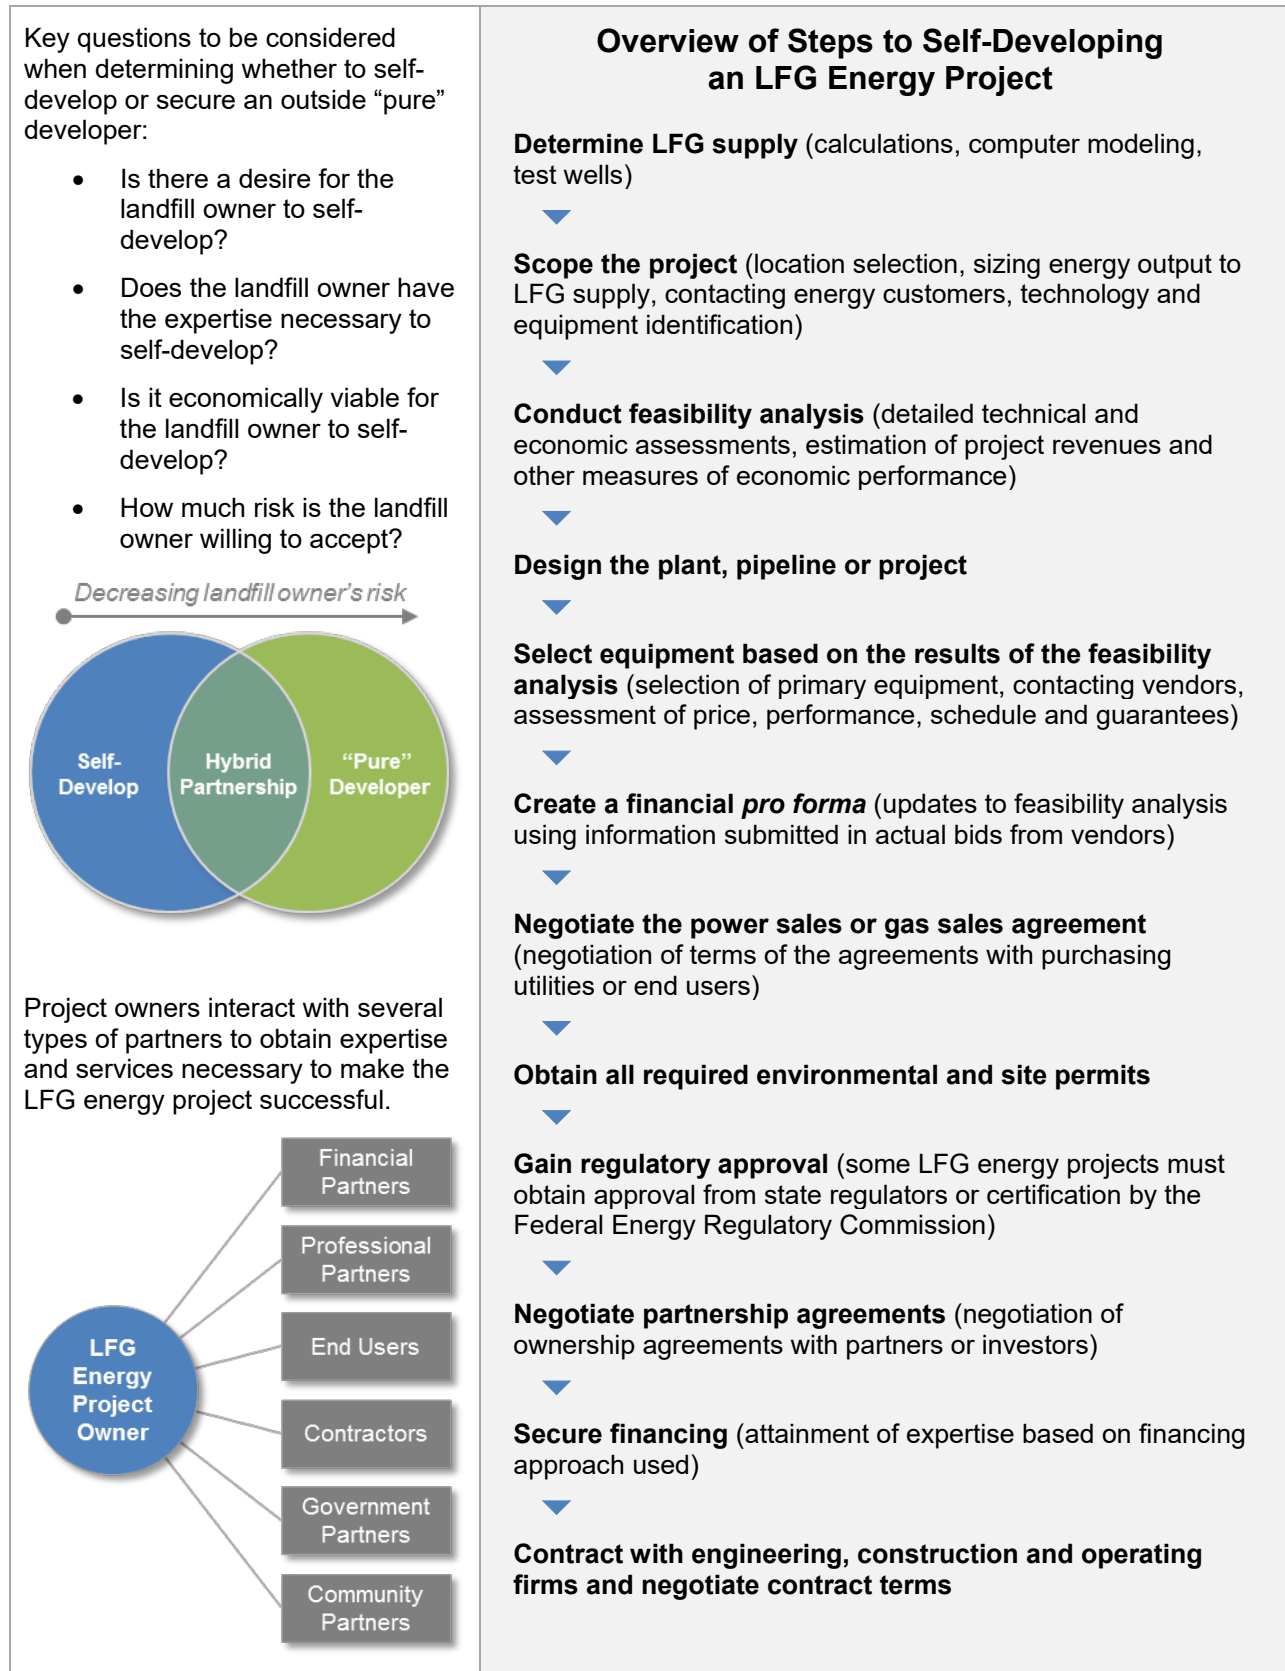 Key questions to be considered
when determining whether to self-
develop or secure an outside “pure”
developer:
• Is there a desire for the
landfill owner to self-
develop?
• Does the landfill owner have
the expertise necessary to
self-develop?
• Is it economically viable for
the landfill owner to self-
develop?
• How much risk is the landfill
owner willing to accept?
Decreasing landfill owner’s risk
Self-
Develop
Hybrid
Partnership
“Pure”
Developer
Project owners interact with several
types of partners to obtain expertise
and services necessary to make the
LFG energy project successful.
LFG
Energy
Project
Owner
Financial
Partners
Professional
Partners
End Users
Contractors
Government
Partners
Community
Partners
Overview of Steps to Self-Developing
an LFG Energy Project
Determine LFG supply (calculations, computer modeling,
test wells)
Scope the project (location selection, sizing energy output to
LFG supply, contacting energy customers, technology and
equipment identification)
Conduct feasibility analysis (detailed technical and
economic assessments, estimation of project revenues and
other measures of economic performance)
Design the plant, pipeline or project
Select equipment based on the results of the feasibility
analysis (selection of primary equipment, contacting vendors,
assessment of price, performance, schedule and guarantees)
Create a financial pro forma (updates to feasibility analysis
using information submitted in actual bids from vendors)
Negotiate the power sales or gas sales agreement
(negotiation of terms of the agreements with purchasing
utilities or end users)
Obtain all required environmental and site permits
Gain regulatory approval (some LFG energy projects must
obtain approval from state regulators or certification by the
Federal Energy Regulatory Commission)
Negotiate partnership agreements (negotiation of
ownership agreements with partners or investors)
Secure financing (attainment of expertise based on financing
approach used)
Contract with engineering, construction and operating
firms and negotiate contract terms